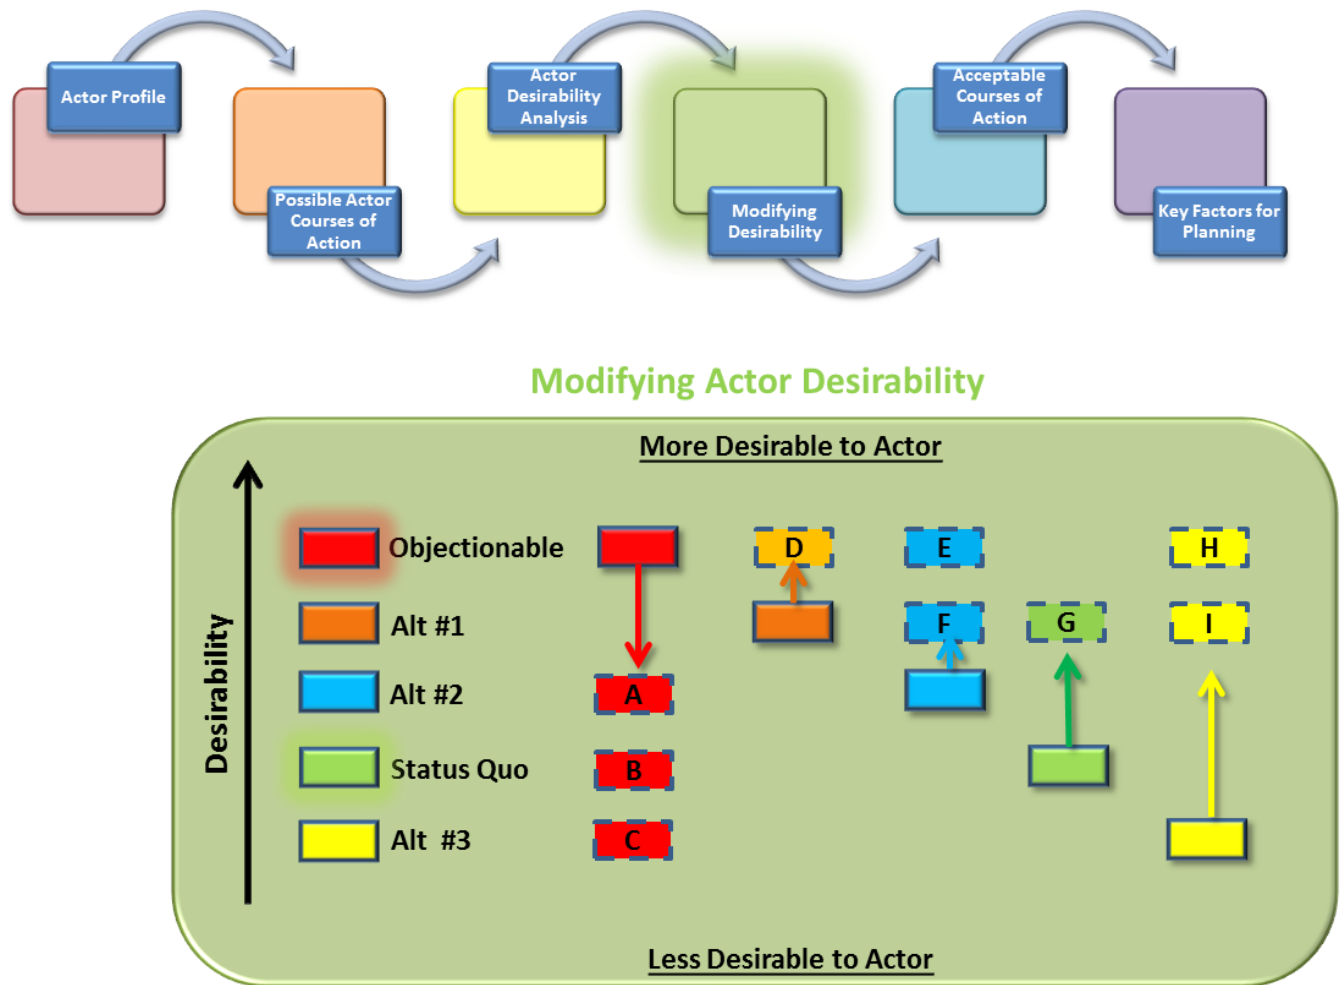 Actor Profile
Possible Actor
Courses of
Action
Actor
Desirability
Analysis
Modifying
Desirability
Acceptable
Courses of
Action
Key Factors for
Planning
Modifying Actor Desirability
More Desirable to Actor
Desirability
Objectionable
D
E
H
Alt #1
F
G
I
Alt #2
A
Status Quo
B
Alt #3
C
Less Desirable to Actor